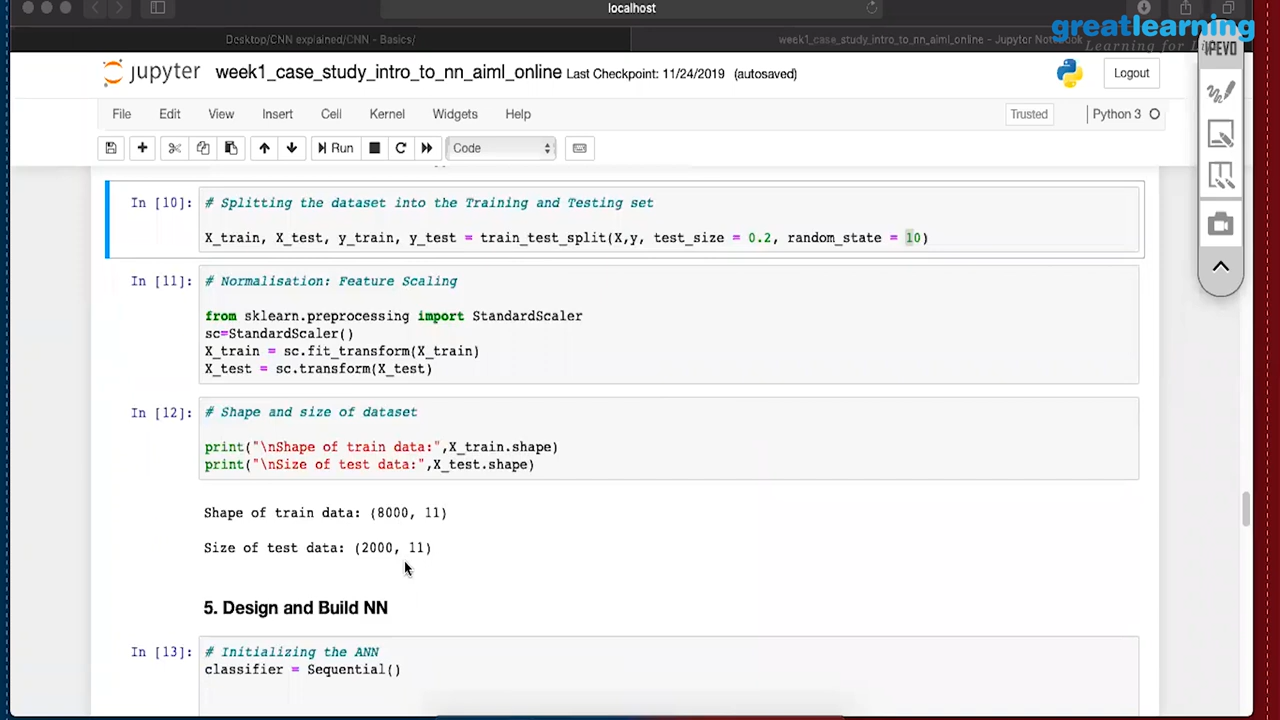 localhost
Desktop/CNN explained/CNN - Basics/
week1_case_study_intro_to_nn_aiml_online - Jupyter Notebook
greatlearning
Learning for
IPEVO
jupyter week1_case_study_intro_to_nn_aiml_online Last Checkpoint: 11/24/2019 (autosaved)
Logout
File Edit View Insert Cell Kernel Widgets Help
Trusted
Python 3
Run
Code
In [10]:
# Splitting the dataset into the Training and Testing set
X_train, X_test, y_train, y_test = train_test_split(X,y, test_size = 0.2, random_state = 10)
In [11]:
# Normalisation: Feature Scaling
from sklearn.preprocessing import StandardScaler
sc=StandardScaler()
X_train = sc.fit_transform(X_train)
X_test = sc.transform(X_test)
In [12]:
# Shape and size of dataset
print("\nShape of train data:",X_train.shape)
print("\nSize of test data:",X_test.shape)
Shape of train data: (8000, 11)
Size of test data: (2000, 11)
5. Design and Build NN
In [13]:
# Initializing the ANN
classifier = Sequential()